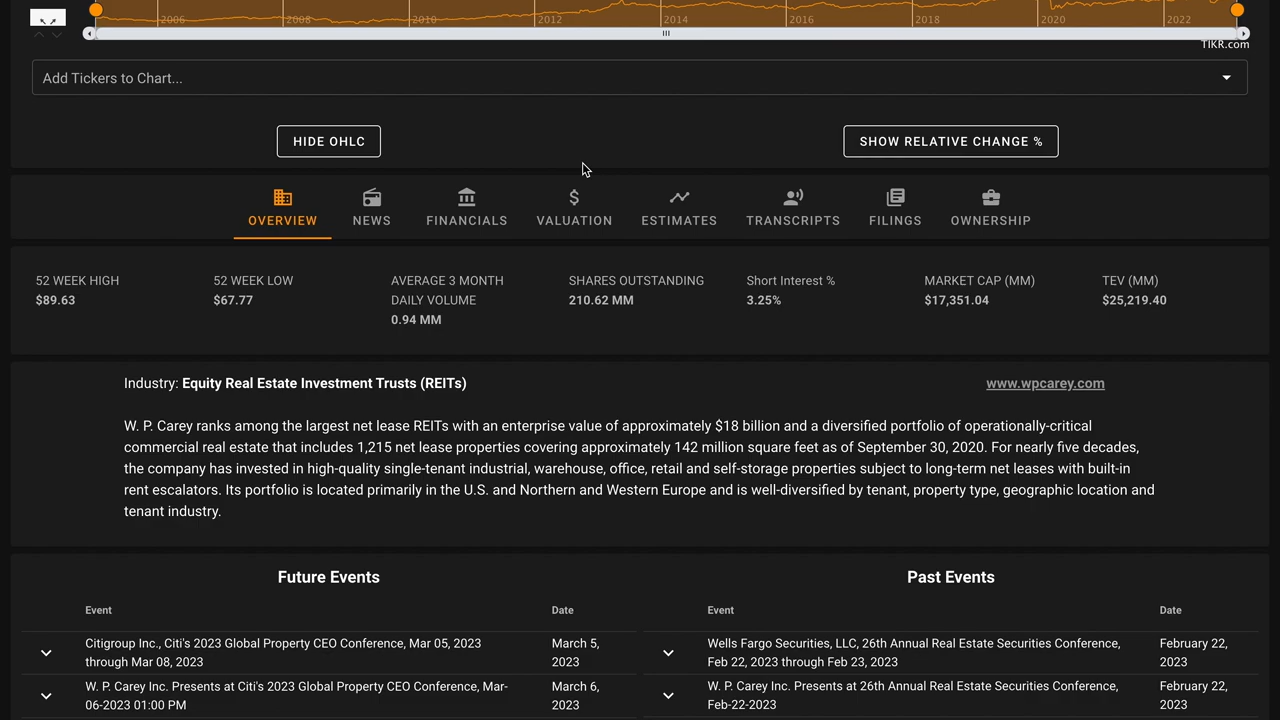 2006 2008 2010 2012 2014 2016 2018 2020 2022
TIKR.com
Add Tickers to Chart...
HIDE OHLC SHOW RELATIVE CHANGE %
OVERVIEW NEWS FINANCIALS VALUATION ESTIMATES TRANSCRIPTS FILINGS OWNERSHIP
52 WEEK HIGH
$89.63
52 WEEK LOW
$67.77
AVERAGE 3 MONTH
DAILY VOLUME
0.94 MM
SHARES OUTSTANDING
210.62 MM
Short Interest %
3.25%
MARKET CAP (MM)
$17,351.04
TEV (MM)
$25,219.40
Industry: Equity Real Estate Investment Trusts (REITs)
www.wpcarey.com
W. P. Carey ranks among the largest net lease REITs with an enterprise value of approximately $18 billion and a diversified portfolio of operationally-critical
commercial real estate that includes 1,215 net lease properties covering approximately 142 million square feet as of September 30, 2020. For nearly five decades,
the company has invested in high-quality single-tenant industrial, warehouse, office, retail and self-storage properties subject to long-term net leases with built-in
rent escalators. Its portfolio is located primarily in the U.S. and Northern and Western Europe and is well-diversified by tenant, property type, geographic location and
tenant industry.
Future Events
Event Date
Citigroup Inc., Citi's 2023 Global Property CEO Conference, Mar 05, 2023 March 5,
through Mar 08, 2023 2023
W. P. Carey Inc. Presents at Citi's 2023 Global Property CEO Conference, Mar- March 6,
06-2023 01:00 PM 2023
Past Events
Event Date
Wells Fargo Securities, LLC, 26th Annual Real Estate Securities Conference, February 22,
Feb 22, 2023 through Feb 23, 2023 2023
W. P. Carey Inc. Presents at 26th Annual Real Estate Securities Conference, February 22,
Feb-22-2023 2023